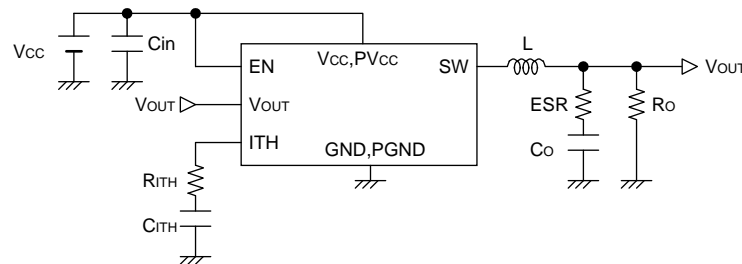 VCC
Cin
EN
VCC,PVCC
SW
L
VOUT
VOUT
VOUT
ESR
RO
CO
ITH
GND,PGND
RITH
CITH